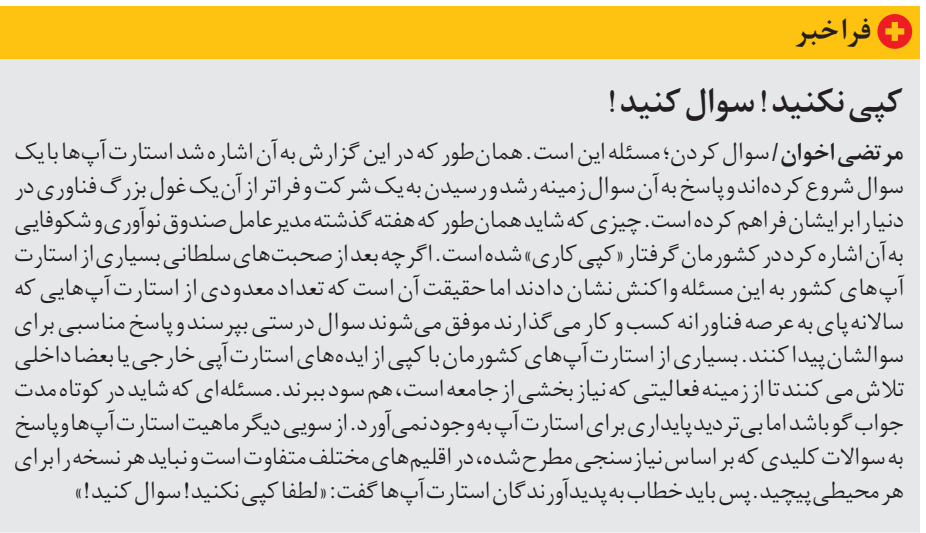 فراخبر
کپی نکنید! سوال کنید!
مرتضی اخوان/ سوال کردن؛ مسئله این است. همان‌طور که در این گزارش به آن اشاره شد استارت‌آپ‌ها با یک
سوال شروع کرده‌اند و پاسخ به آن سوال زمینه رشد و رسیدن به یک شرکت و فراتر از آن یک غول بزرگ فناوری در
دنیا را برایشان فراهم کرده است. چیزی که شاید همان‌طور که هفته گذشته مدیرعامل صندوق نوآوری و شکوفایی
به آن اشاره کرد در کشورمان گرفتار «کپی کاری» شده است. اگرچه بعد از صحبت‌های سلطانی بسیاری از استارت
آپ‌های کشور به این مسئله واکنش نشان دادند اما حقیقت آن است که تعداد معدودی از استارت آپ‌هایی که
سالانه پای به عرصه فناورانه کسب و کار می‌گذارند موفق می‌شوند سوال درستی بپرسند و پاسخ مناسبی برای
سوالشان پیدا کنند. بسیاری از استارت‌آپ‌های کشورمان با کپی از ایده‌های استارت‌آپی خارجی یا بعضا داخلی
تلاش می‌کنند تا از زمینه فعالیتی که نیاز بخشی از جامعه است، هم سود ببرند. مسئله‌ای که شاید در کوتاه مدت
جواب گو باشد اما بی‌تردید پایداری برای استارت‌آپ به وجود نمی‌آورد. از سویی دیگر ماهیت استارت‌آپ‌ها و پاسخ
به سوالات کلیدی که بر اساس نیازسنجی مطرح شده، در اقلیم‌های مختلف متفاوت است و نباید هر نسخه را برای
هر محیطی پیچید. پس باید خطاب به پدیدآورندگان استارت‌آپ‌ها گفت: «لطفا کپی نکنید! سوال کنید!»